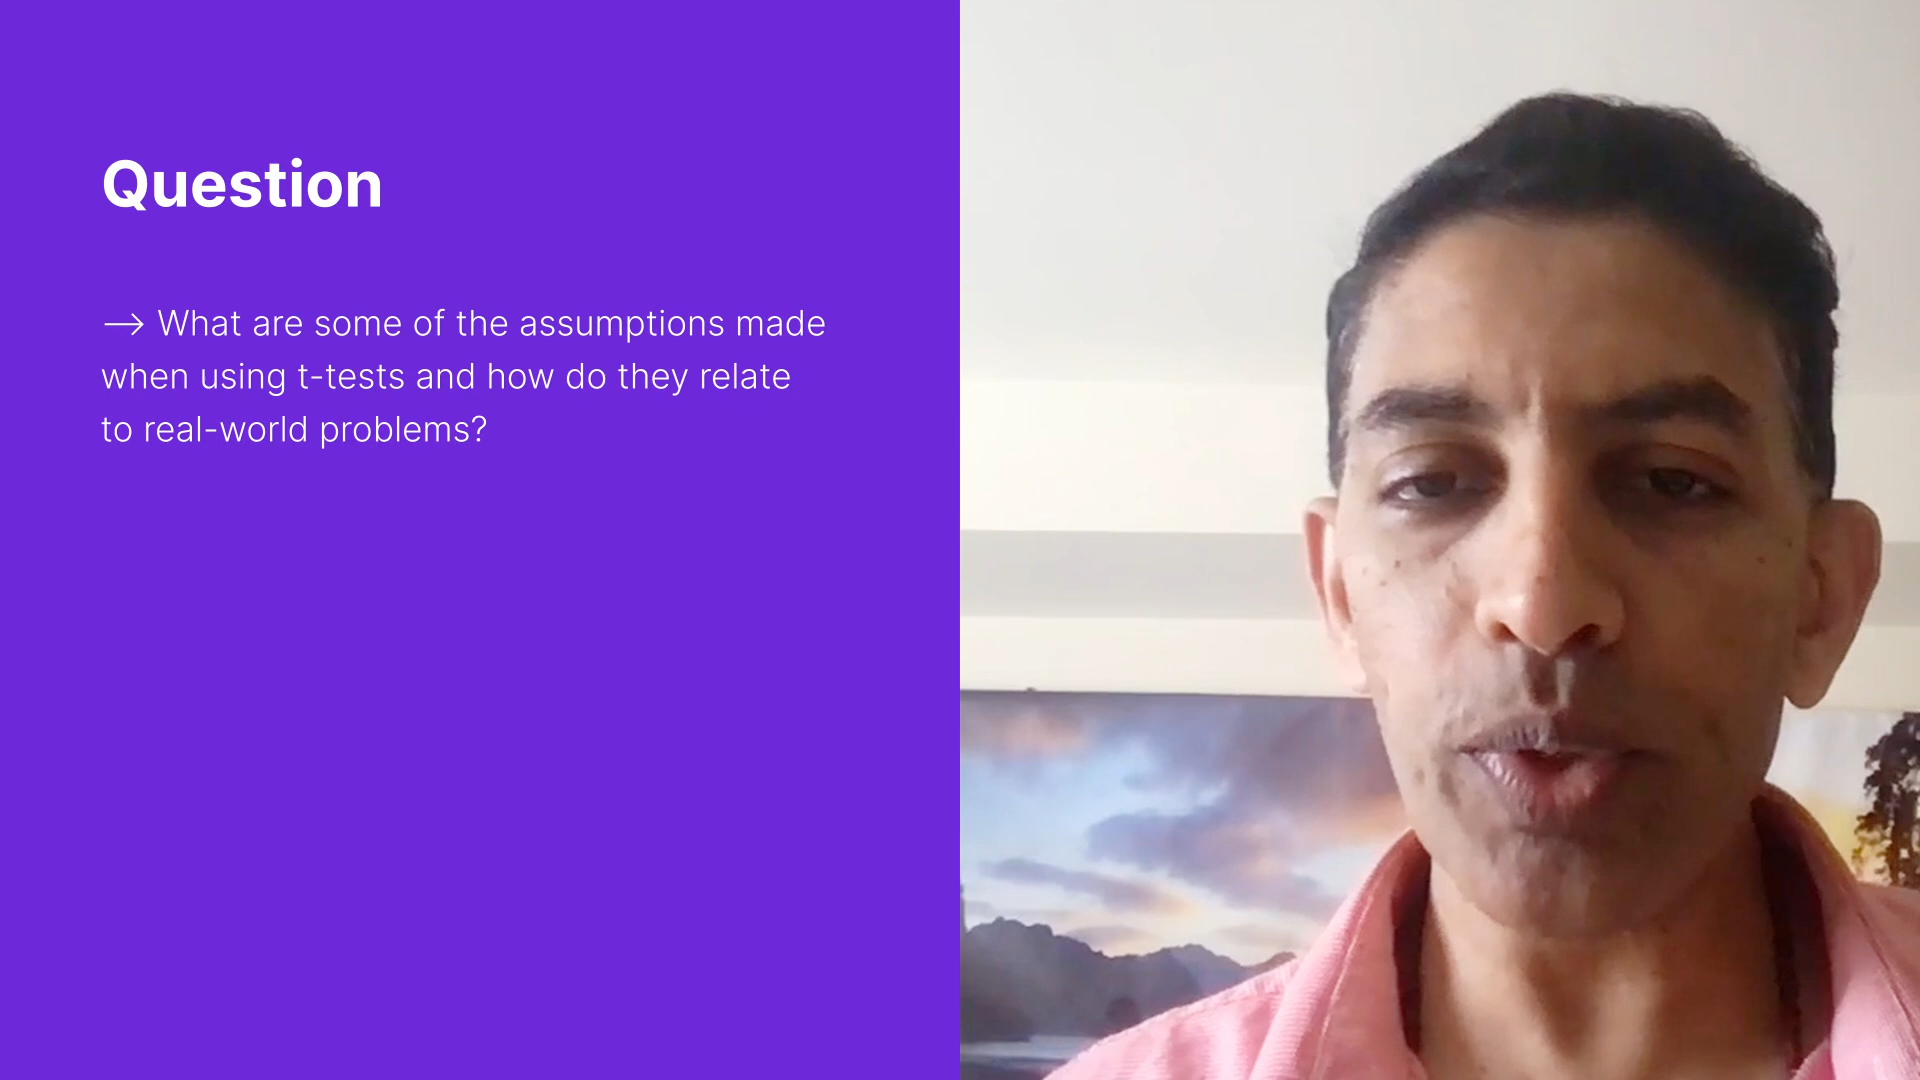 Question
→ What are some of the assumptions made
when using t-tests and how do they relate
to real-world problems?